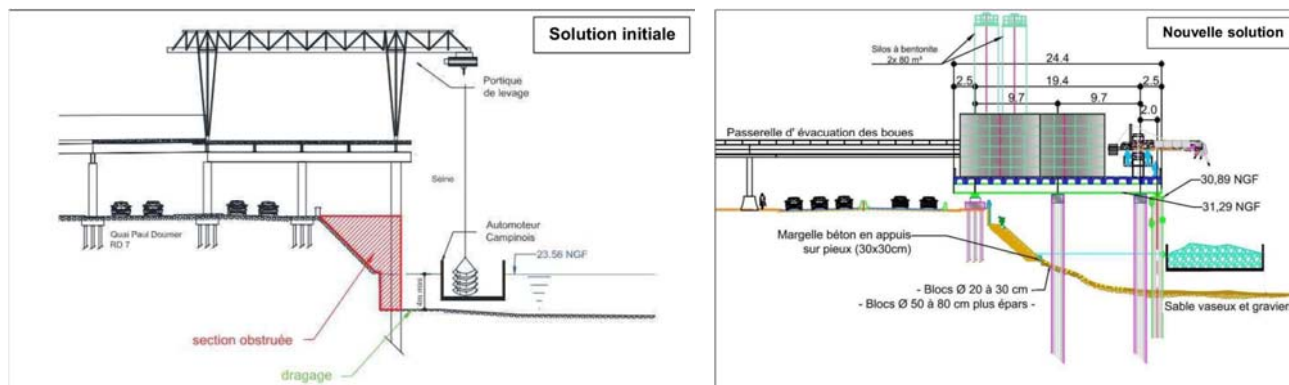 Solution initiale
Portique
de levage
Seine
Automoteur
Campinois
23.56 NGF
Quai Paul Doumer
RD 7
4m mini
section obstruée
dragage
Nouvelle solution
Silos à bentonite
2x 80 m³
24.4
2.5
19.4
2.5
9.7
9.7
2.0
Passerelle d' évacuation des boues
30,89 NGF
31,29 NGF
Margelle béton en appuis
sur pieux (30x30cm)
- Blocs Ø 20 à 30 cm
- Blocs Ø 50 à 80 cm plus épars -
Sable vaseux et gravier